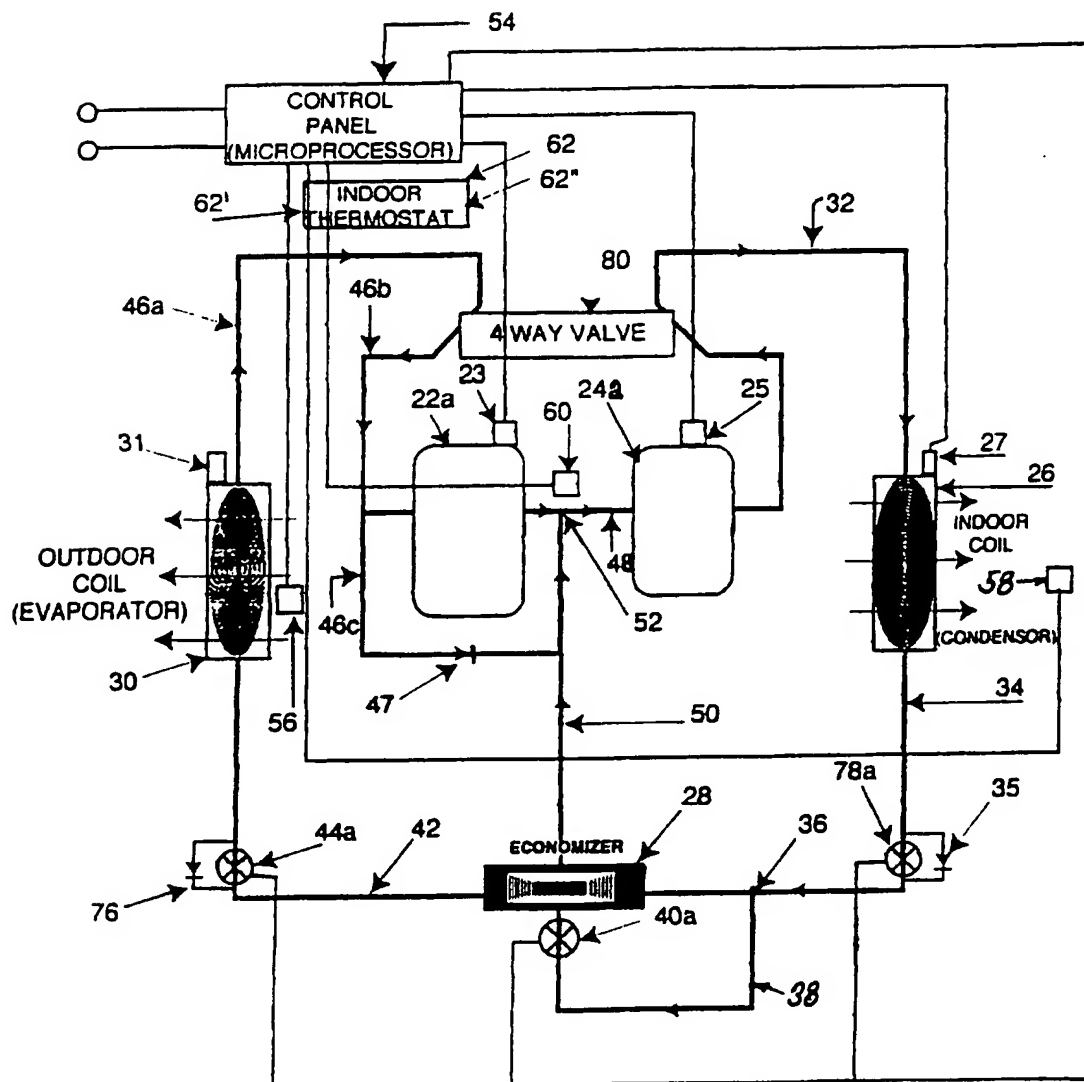 54
CONTROL
PANEL
(MICROPROCESSOR)
62
INDOOR
THERMOSTAT
62'
62"
32
80
46a
46b
4 WAY VALVE
23
22a
60
24a
25
31
27
26
OUTDOOR
COIL
(EVAPORATOR)
INDOOR
COIL
48
58
46c
52
(CONDENSOR)
30
56
47
50
34
78a
28
36
35
44a
42
ECONOMIZER
76
40a
38